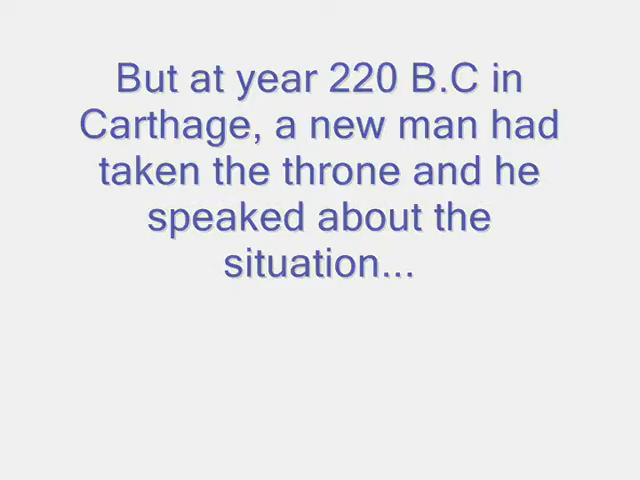 But at year 220 B.C in
Carthage, a new man had
taken the throne and he
speaked about the
situation...